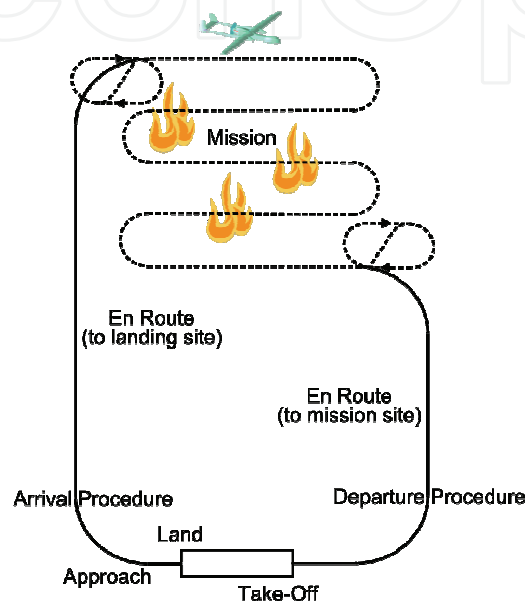 Mission
En Route
(to landing site)
En Route
(to mission site)
Arrival Procedure
Departure Procedure
Land
Approach
Take-Off